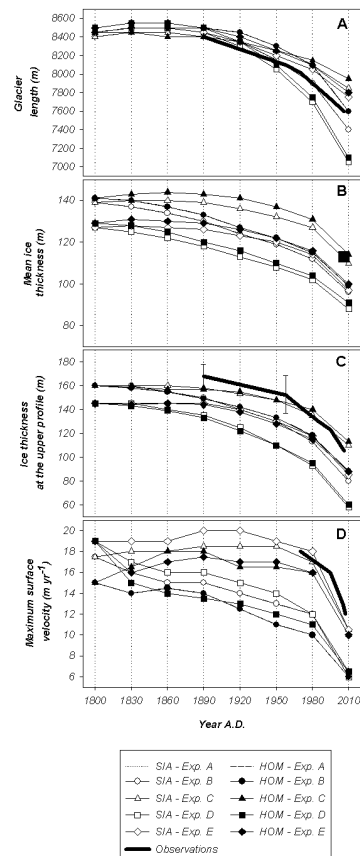 A
8600
8400
8200
8000
7800
7600
7400
7200
7000
Glacier
length (m)
B
140
120
100
80
Mean ice
thickness (m)
C
180
160
140
120
100
80
60
Ice thickness
at the upper profile (m)
D
22
20
18
16
14
12
10
8
6
Maximum surface
velocity (m yr⁻¹)
1800 1830 1860 1890 1920 1950 1980 2010
Year A.D.
SIA - Exp. A HOM - Exp. A
SIA - Exp. B HOM - Exp. B
SIA - Exp. C HOM - Exp. C
SIA - Exp. D HOM - Exp. D
SIA - Exp. E HOM - Exp. E
Observations